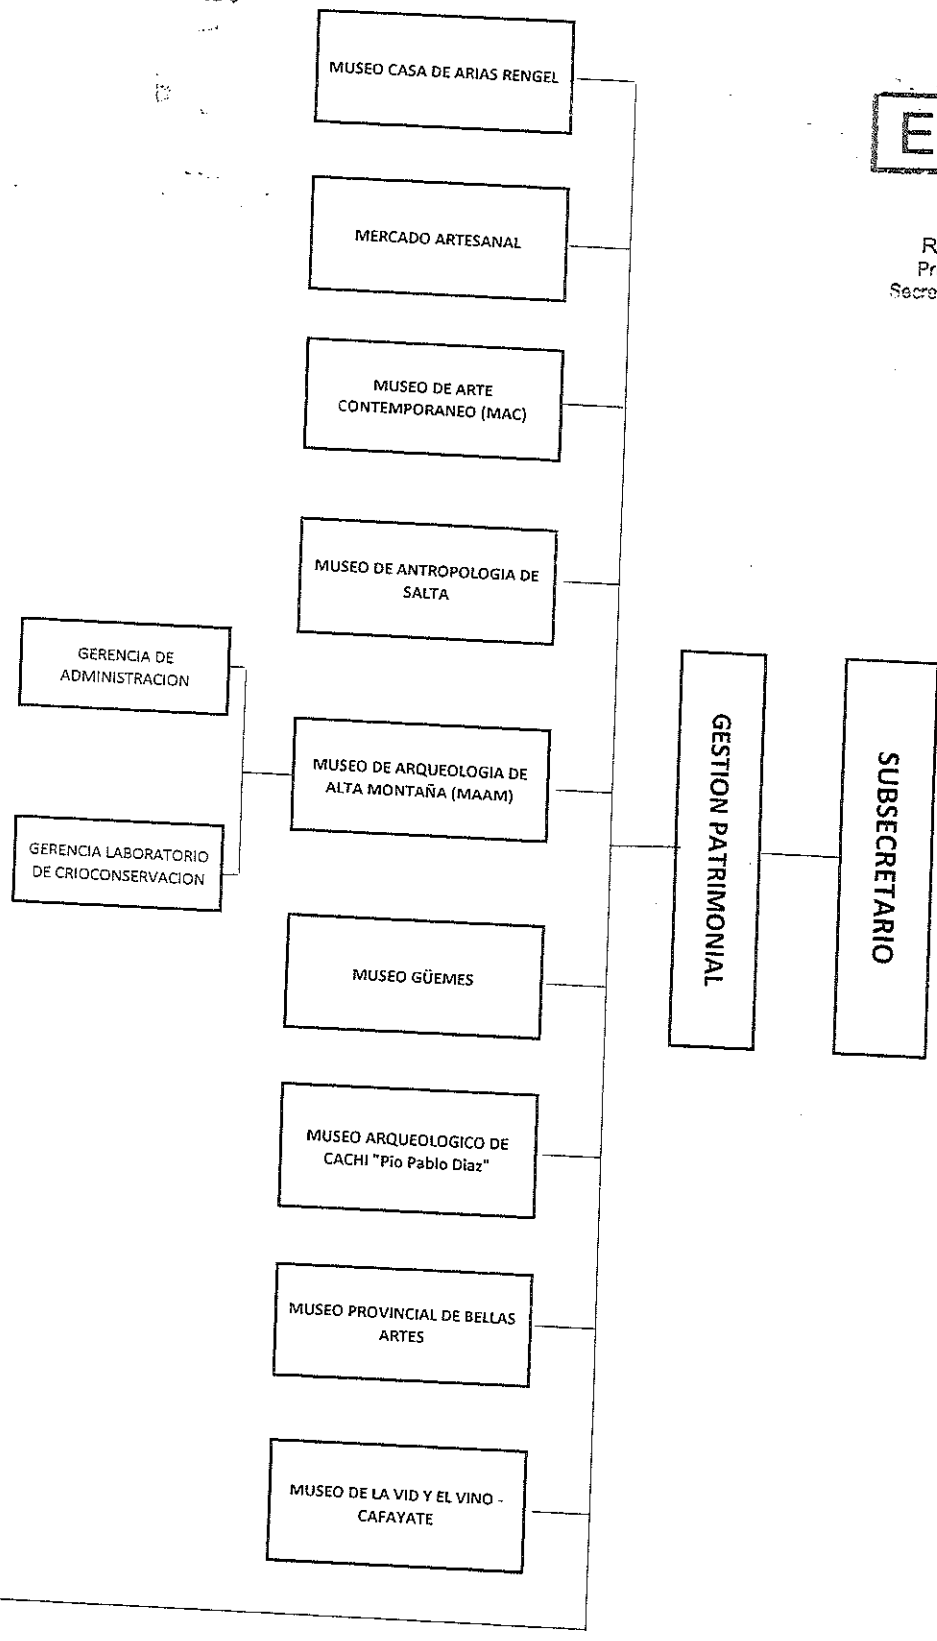 MUSEO CASA DE ARIAS RENGEL
E
MERCADO ARTESANAL
R
Pr
Secre
MUSEO DE ARTE
CONTEMPORANEO (MAC)
MUSEO DE ANTROPOLOGIA DE
SALTA
GERENCIA DE
ADMINISTRACION
MUSEO DE ARQUEOLOGIA DE
ALTA MONTAÑA (MAAM)
GERENCIA LABORATORIO
DE CRIOCONSERVACION
GESTION PATRIMONIAL
SUBSECRETARIO
MUSEO GÜEMES
MUSEO ARQUEOLOGICO DE
CACHI "Pio Pablo Diaz"
MUSEO PROVINCIAL DE BELLAS
ARTES
MUSEO DE LA VID Y EL VINO -
CAFAYATE